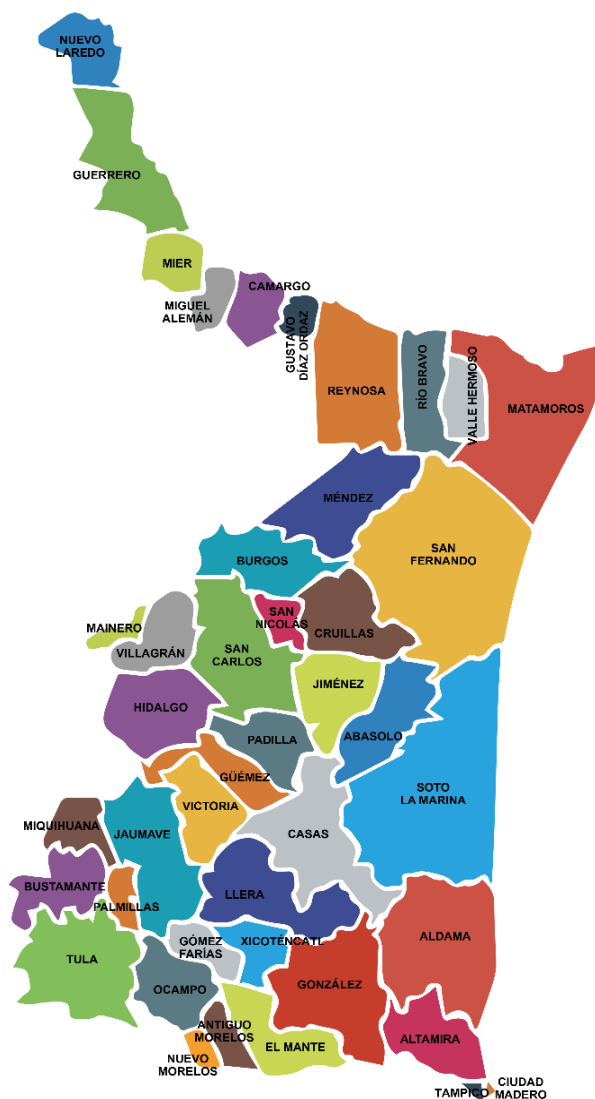 NUEVO
LAREDO
GUERRERO
MIER
MIGUEL
ALEMÁN
CAMARGO
GUSTAVO
DÍAZ ORDAZ
REYNOSA
RÍO BRAVO
VALLE HERMOSO
MATAMOROS
MÉNDEZ
SAN
FERNANDO
BURGOS
SAN
NICOLÁS
CRUILLAS
MAINERO
VILLAGRÁN
SAN
CARLOS
JIMÉNEZ
HIDALGO
PADILLA
ABASOLO
GÜÉMEZ
SOTO
LA MARINA
VICTORIA
MIQUIHUANA
JAUMAVE
CASAS
BUSTAMANTE
PALMILLAS
LLERA
TULA
GÓMEZ
FARÍAS
XICOTÉNCATL
ALDAMA
OCAMPO
GONZÁLEZ
ANTIGUO
MORELOS
EL MANTE
ALTAMIRA
NUEVO
MORELOS
TAMPICO
CIUDAD
MADERO